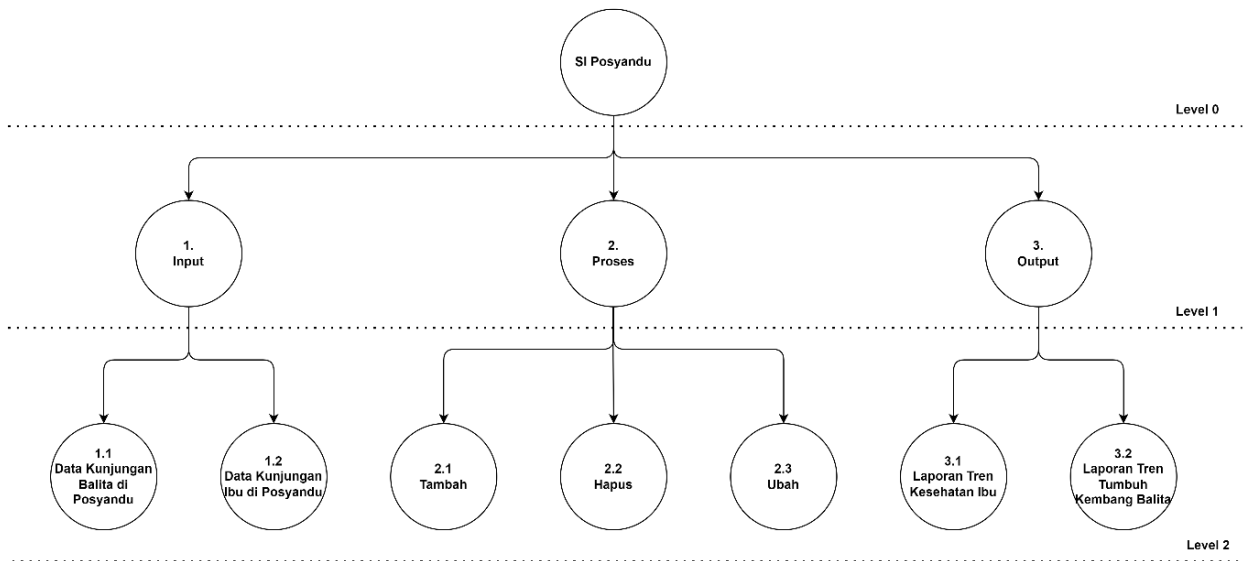 SI Posyandu
Level 0
1.
Input
2.
Proses
3.
Output
Level 1
1.1
Data Kunjungan
Balita di
Posyandu
1.2
Data Kunjungan
Ibu di Posyandu
2.1
Tambah
2.2
Hapus
2.3
Ubah
3.1
Laporan Tren
Kesehatan Ibu
3.2
Laporan Tren
Tumbuh
Kembang Balita
Level 2